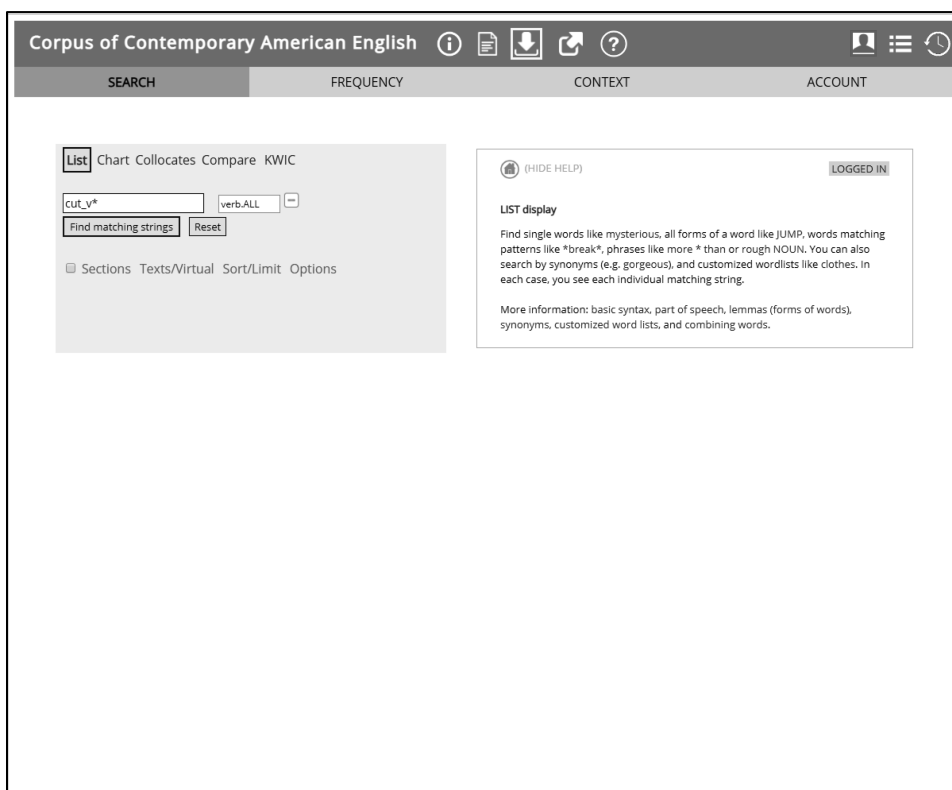 Corpus of Contemporary American English
SEARCH FREQUENCY CONTEXT ACCOUNT
List Chart Collocates Compare KWIC
cut_v* verb.ALL
Find matching strings Reset
Sections Texts/Virtual Sort/Limit Options
(HIDE HELP) LOGGED IN
LIST display
Find single words like mysterious, all forms of a word like JUMP, words matching
patterns like *break*, phrases like more * than or rough NOUN. You can also
search by synonyms (e.g. gorgeous), and customized wordlists like clothes. In
each case, you see each individual matching string.
More information: basic syntax, part of speech, lemmas (forms of words),
synonyms, customized word lists, and combining words.